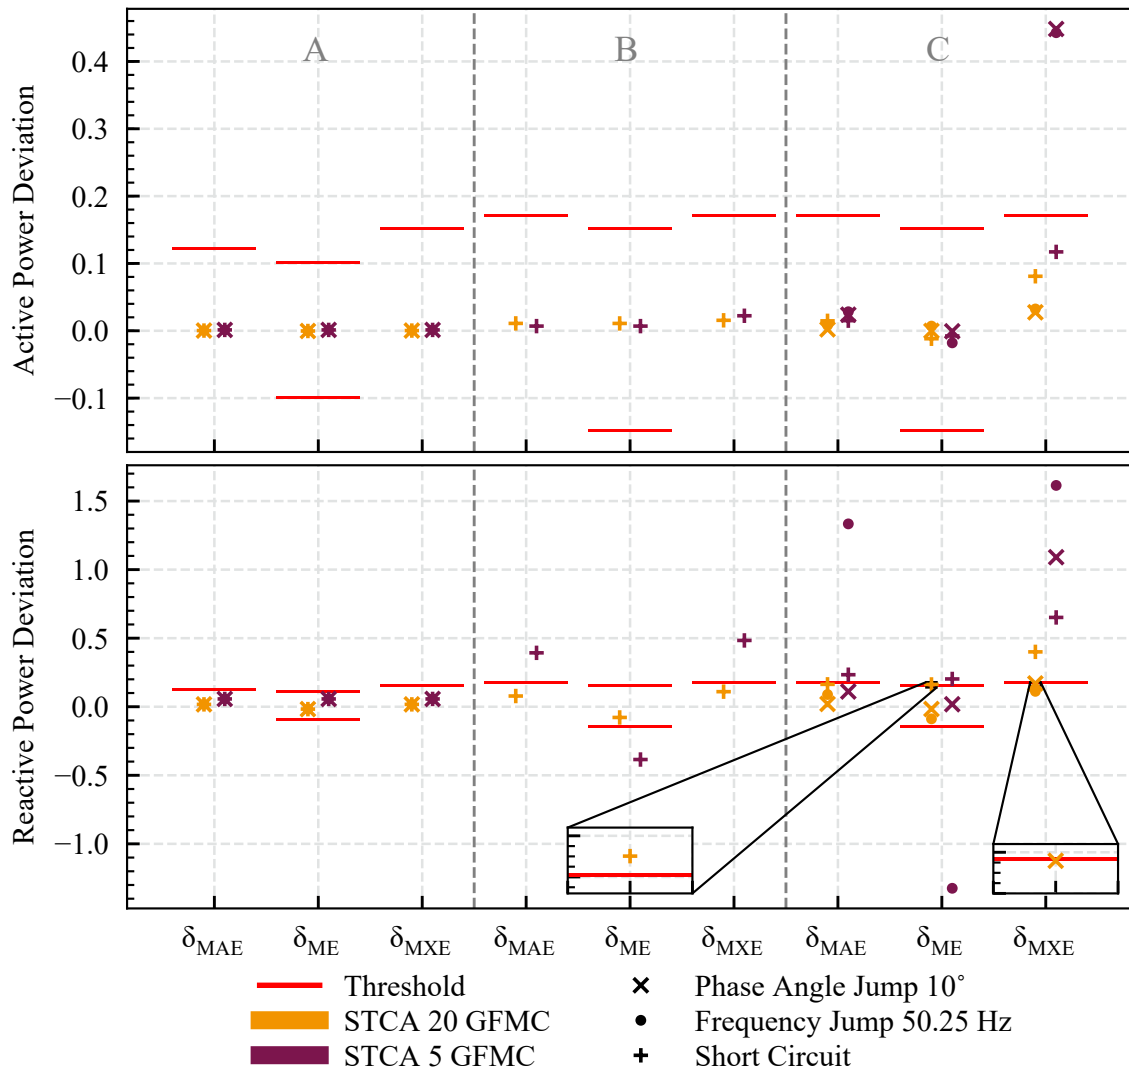 A B C
Active Power Deviation
0.4
0.3
0.2
0.1
0.0
−0.1
Reactive Power Deviation
1.5
1.0
0.5
0.0
−0.5
−1.0
δMAE δME δMXE δMAE δME δMXE δMAE δME δMXE
Threshold
STCA 20 GFMC
STCA 5 GFMC
Phase Angle Jump 10°
Frequency Jump 50.25 Hz
Short Circuit